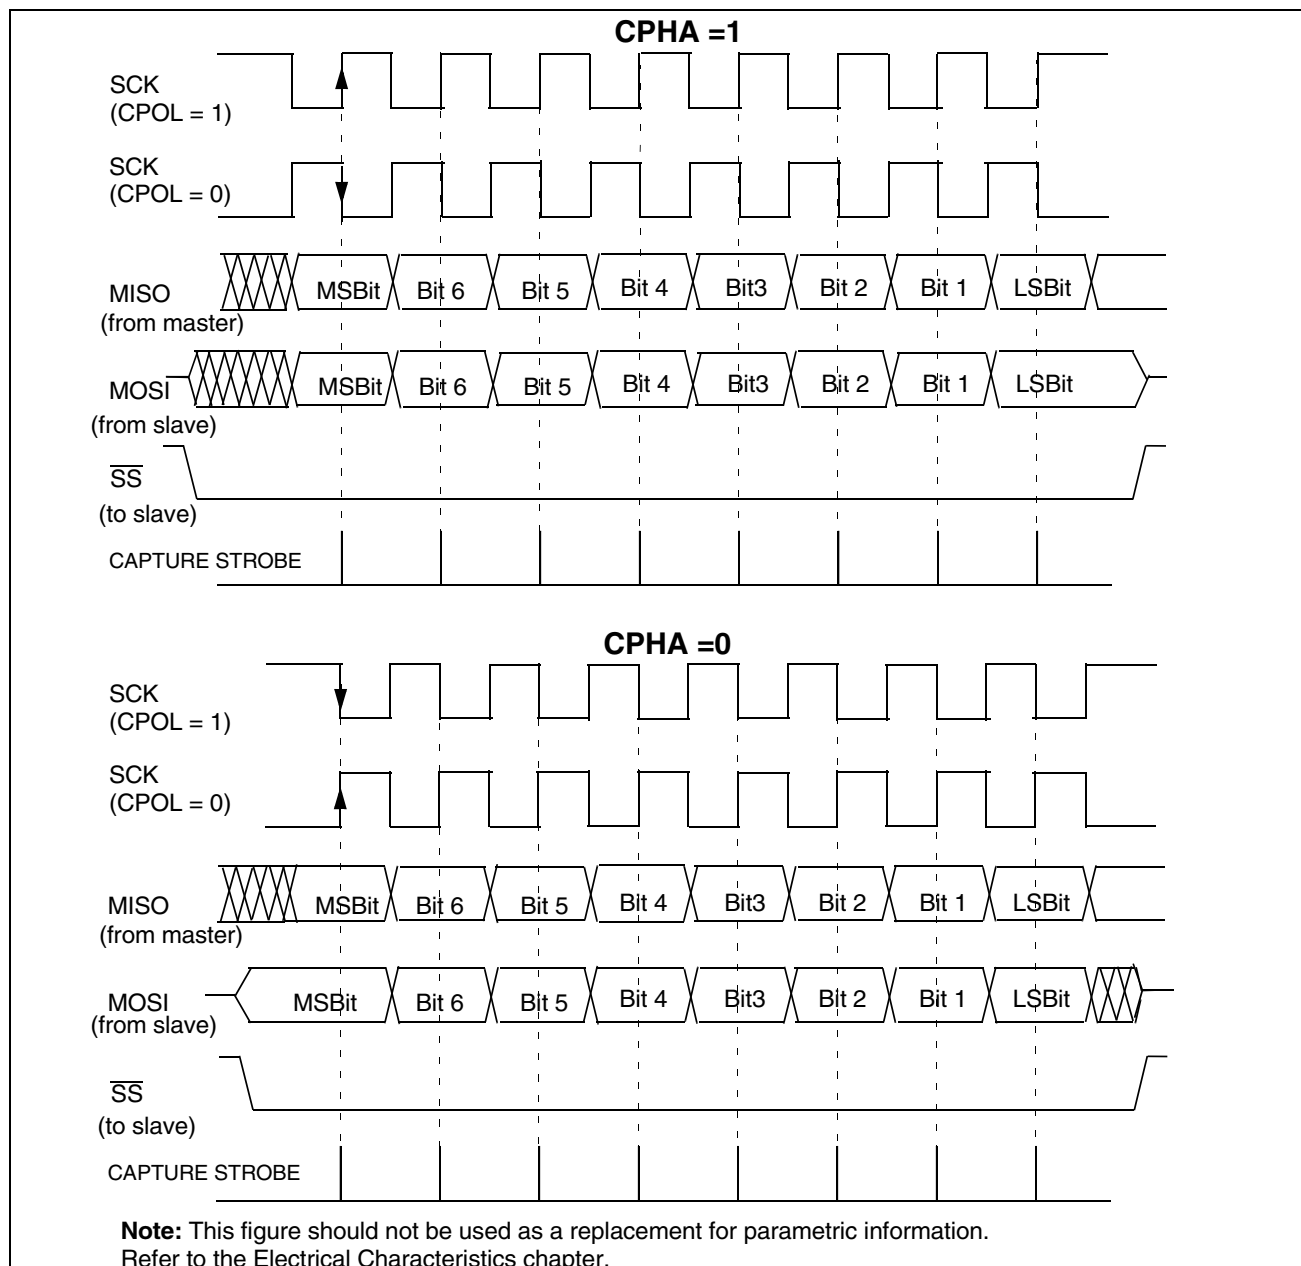 CPHA =1
SCK
(CPOL = 1)
SCK
(CPOL = 0)
MISO
(from master)
MSBit Bit 6 Bit 5 Bit 4 Bit3 Bit 2 Bit 1 LSBit
MOSI
(from slave)
MSBit Bit 6 Bit 5 Bit 4 Bit3 Bit 2 Bit 1 LSBit
SS
(to slave)
CAPTURE STROBE
CPHA =0
SCK
(CPOL = 1)
SCK
(CPOL = 0)
MISO
(from master)
MSBit Bit 6 Bit 5 Bit 4 Bit3 Bit 2 Bit 1 LSBit
MOSI
(from slave)
MSBit Bit 6 Bit 5 Bit 4 Bit3 Bit 2 Bit 1 LSBit
SS
(to slave)
CAPTURE STROBE
Note: This figure should not be used as a replacement for parametric information.
Refer to the Electrical Characteristics chapter.